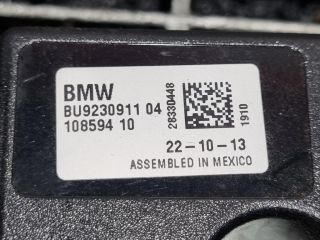 BMW
BU9230911 04
108594 10
28330448
1910
22-10-13
ASSEMBLED IN MEXICO